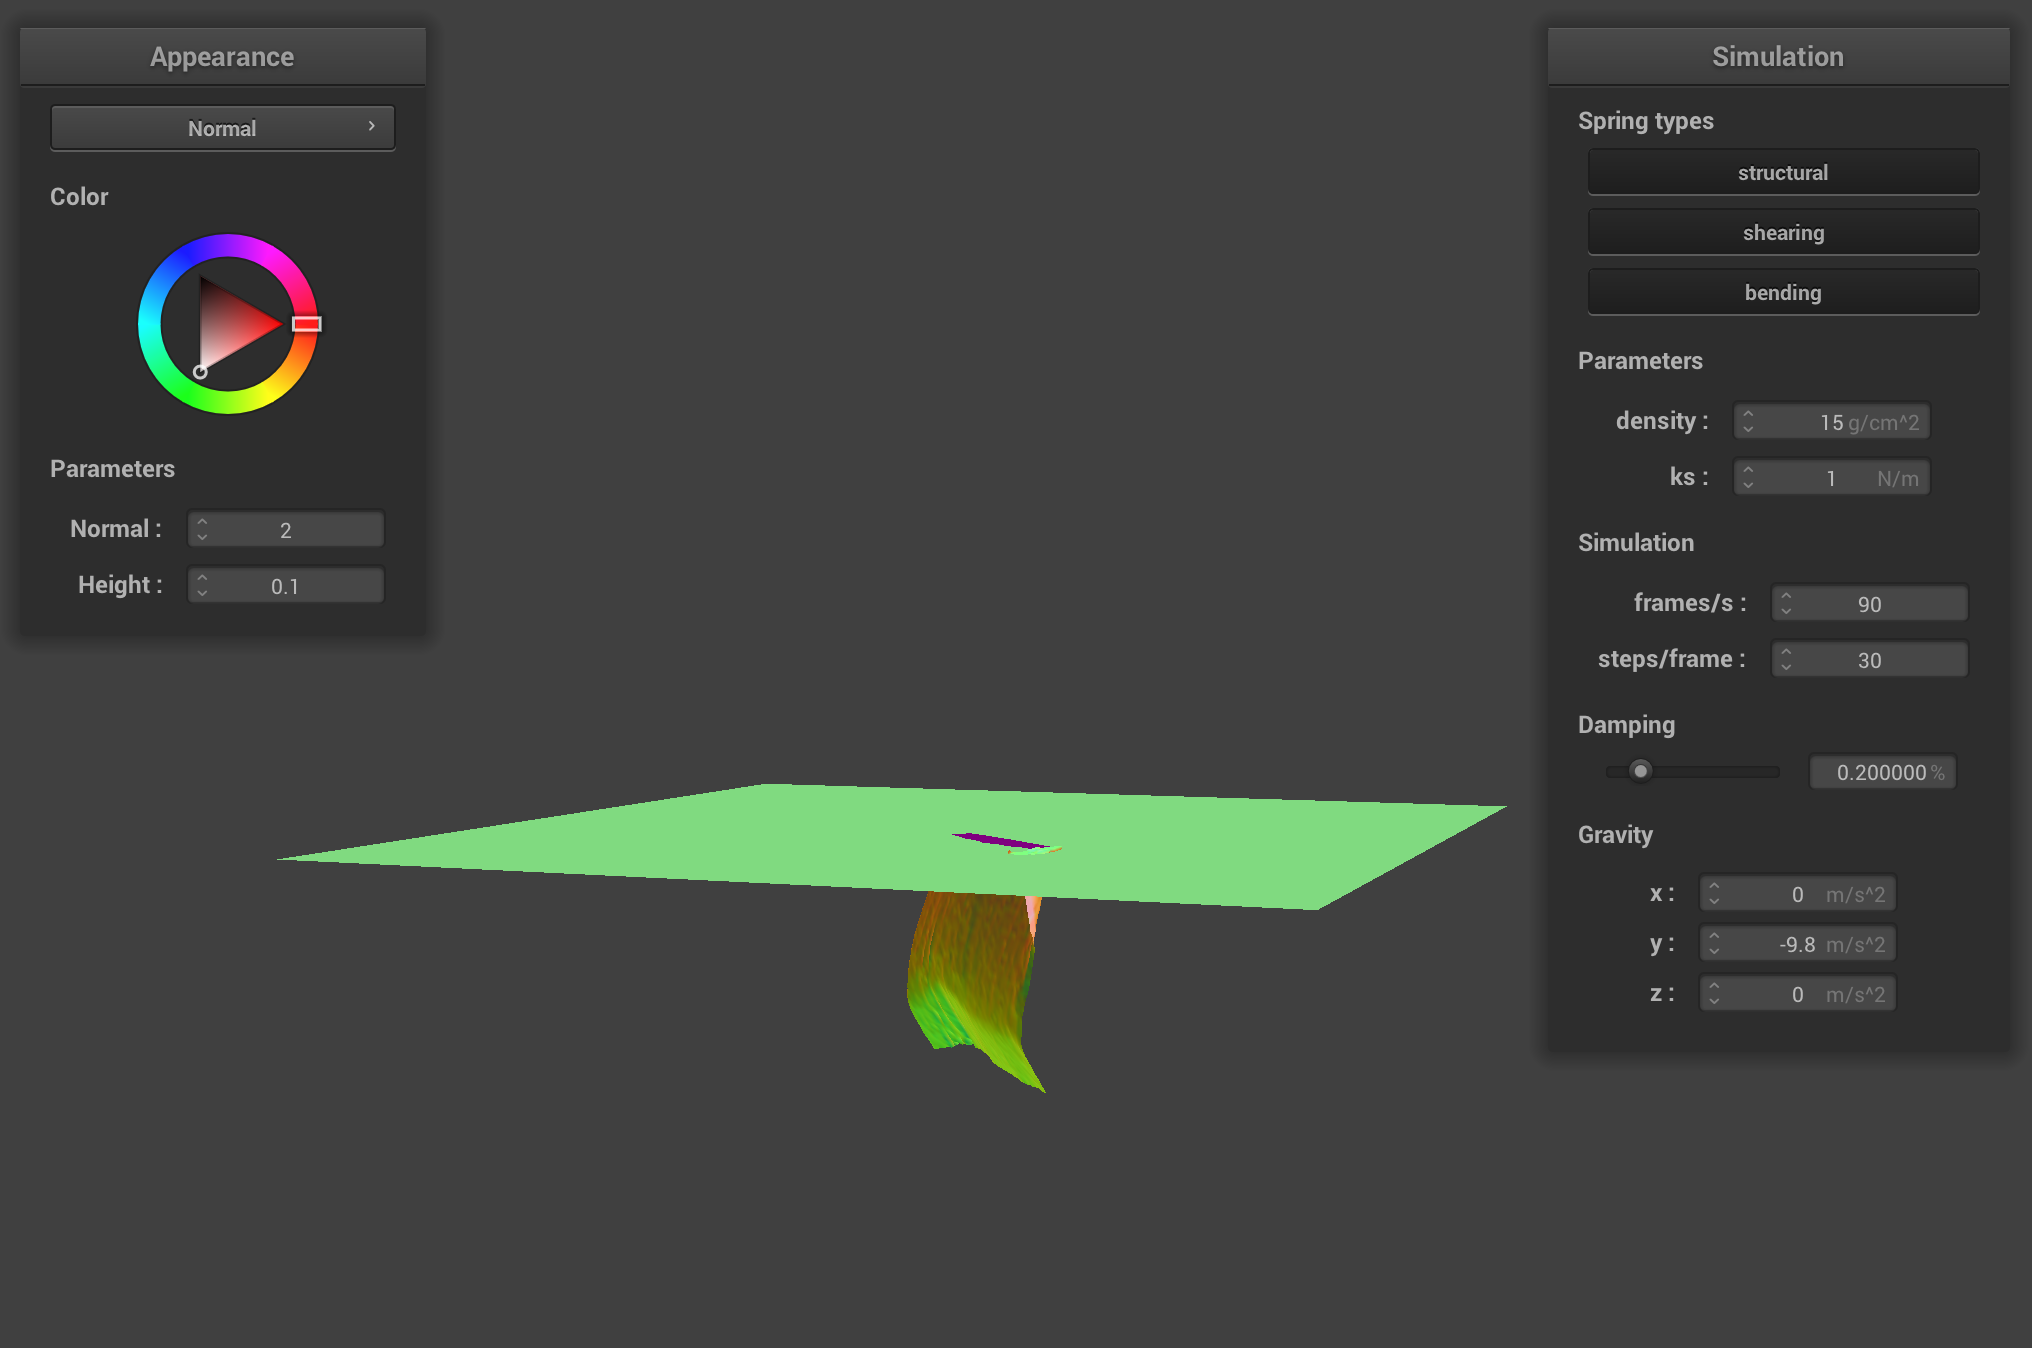 Appearance
Normal
Color
Parameters
Normal : 2
Height : 0.1
Simulation
Spring types
structural
shearing
bending
Parameters
density : 15 g/cm^2
ks : 1 N/m
Simulation
frames/s : 90
steps/frame : 30
Damping
0.200000 %
Gravity
x : 0 m/s^2
y : -9.8 m/s^2
z : 0 m/s^2